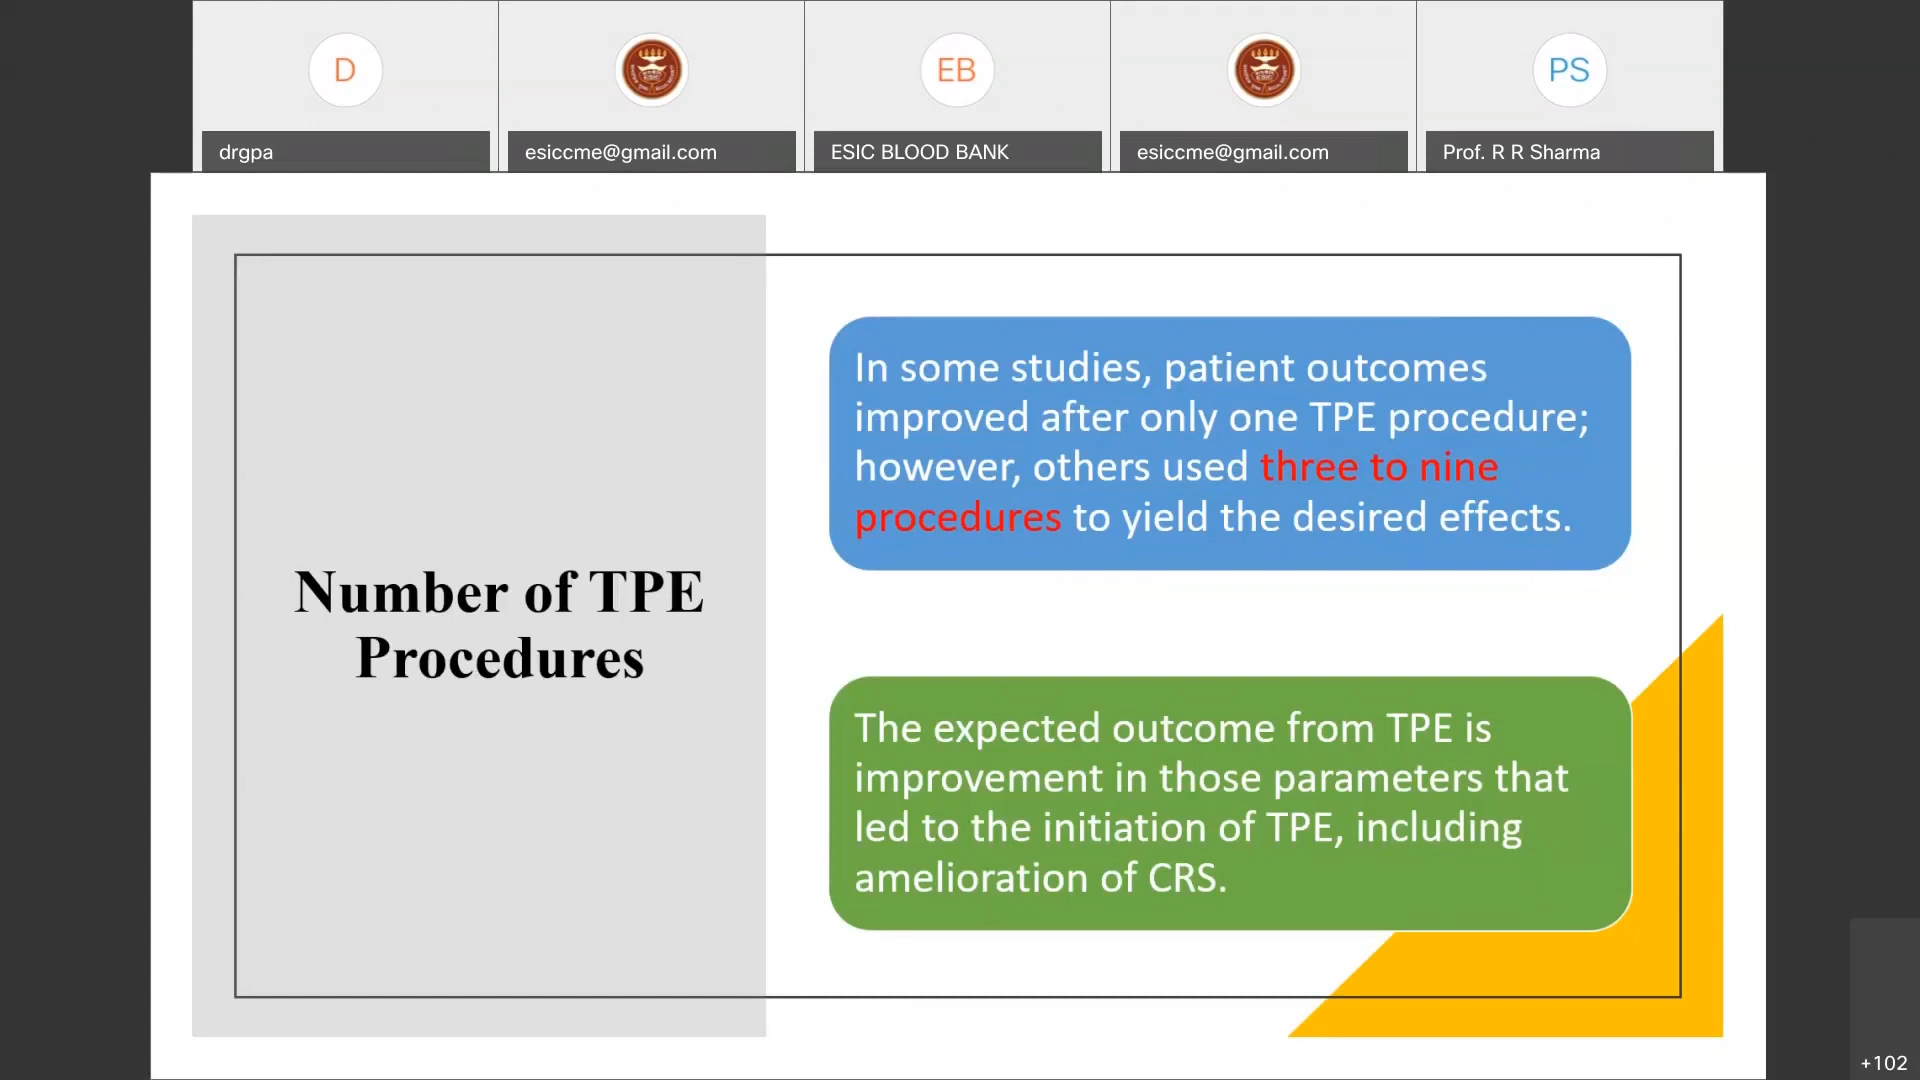 D
EB
PS
drgpa
esiccme@gmail.com
ESIC BLOOD BANK
esiccme@gmail.com
Prof. R R Sharma
Number of TPE
Procedures
In some studies, patient outcomes
improved after only one TPE procedure;
however, others used three to nine
procedures to yield the desired effects.
The expected outcome from TPE is
improvement in those parameters that
led to the initiation of TPE, including
amelioration of CRS.
+102